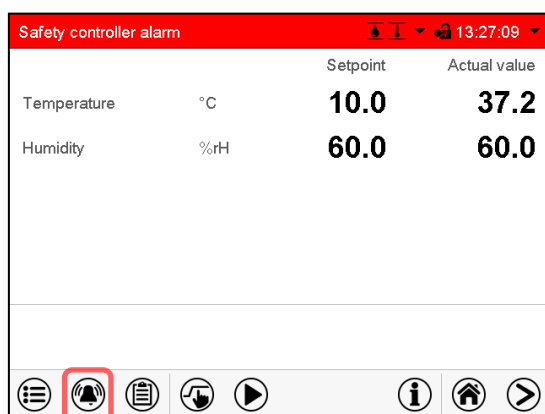 Safety controller alarm 13:27:09
Setpoint Actual value
Temperature °C 10.0 37.2
Humidity %rH 60.0 60.0